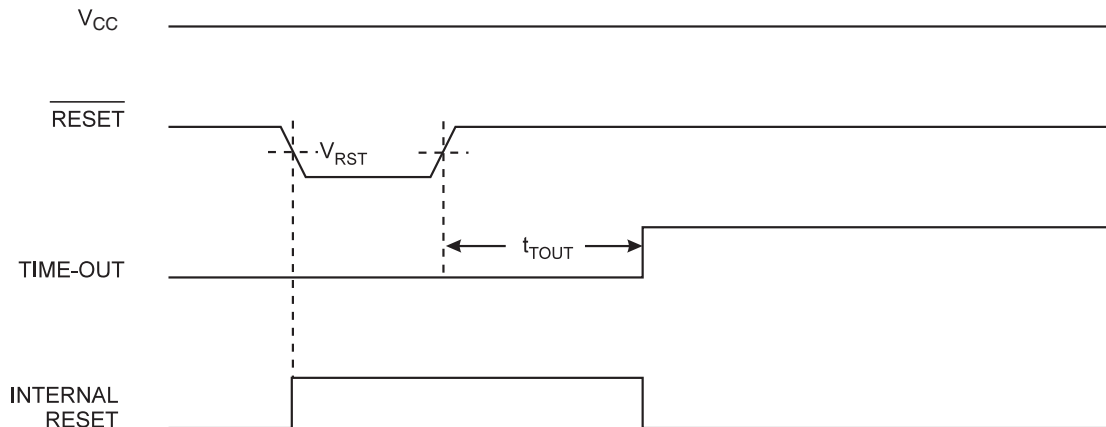 VCC
RESET
VRST
tTOUT
TIME-OUT
INTERNAL
RESET